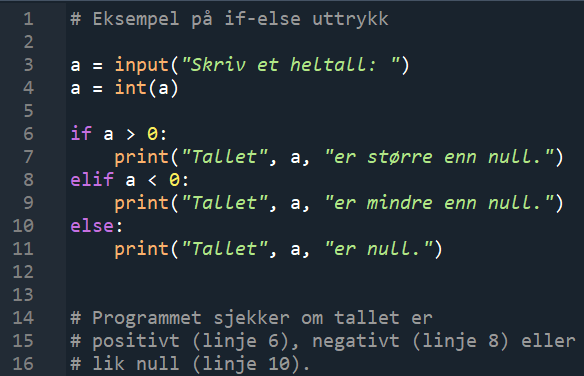 1 # Eksempel på if-else uttrykk
2
3 a = input("Skriv et heltall: ")
4 a = int(a)
5
6 if a > 0:
7     print("Tallet", a, "er større enn null.")
8 elif a < 0:
9     print("Tallet", a, "er mindre enn null.")
10 else:
11     print("Tallet", a, "er null.")
12
13
14 # Programmet sjekker om tallet er
15 # positivt (linje 6), negativt (linje 8) eller
16 # lik null (linje 10).